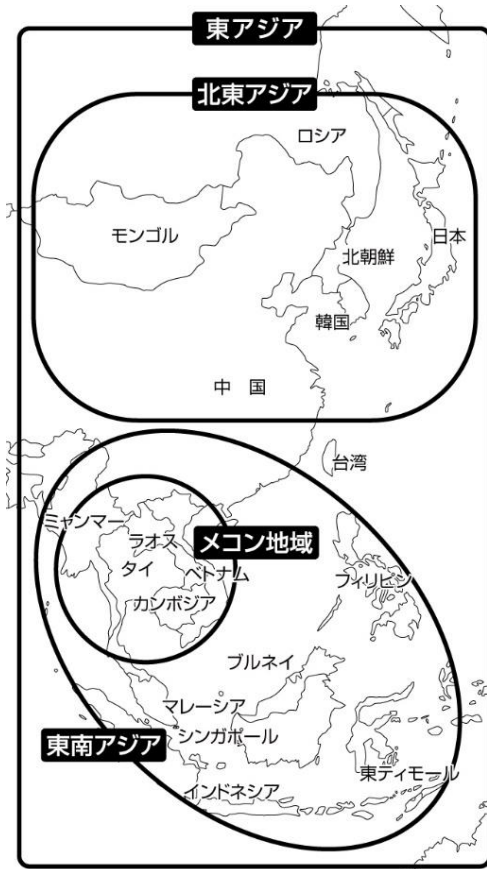 東アジア
北東アジア
ロシア
モンゴル
日本
北朝鮮
韓国
中 国
台湾
ミャンマー
ラオス
メコン地域
タイ
ベトナム
フィリピン
カンボジア
ブルネイ
マレーシア
シンガポール
東南アジア
東ティモール
インドネシア